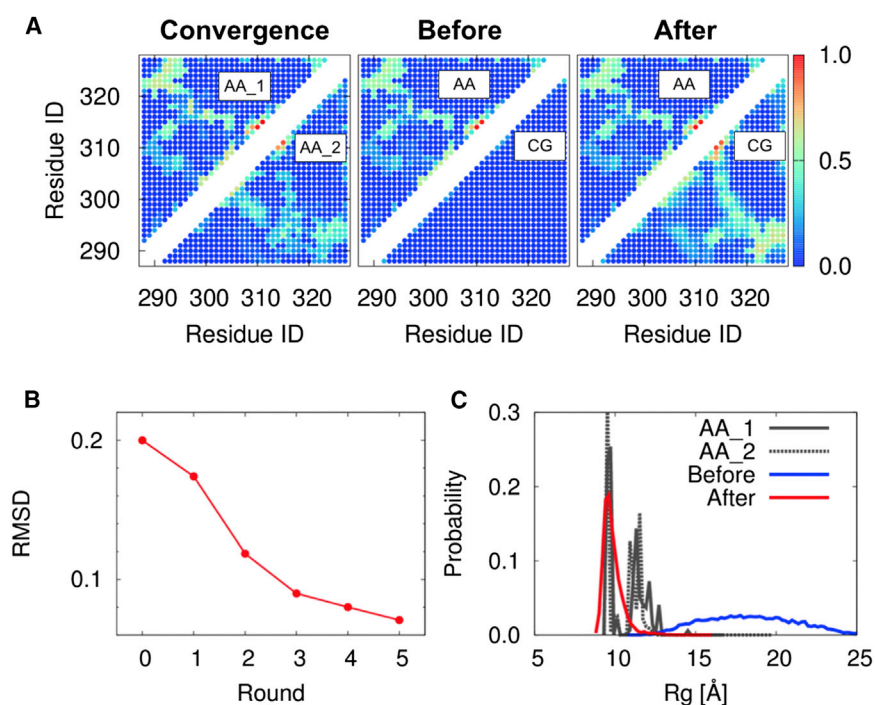 A
Convergence Before After
AA_1 AA AA 1.0
320
AA_2 CG CG
310 0.5
300
290 0.0
290 300 310 320 290 300 310 320 290 300 310 320
Residue ID Residue ID Residue ID
Residue ID
B
0.2
0.1
RMSD
0 1 2 3 4 5
Round
C
0.3 AA_1
AA_2
0.2 Before
After
0.1
0.0
Probability
5 10 15 20 25
Rg [Å]